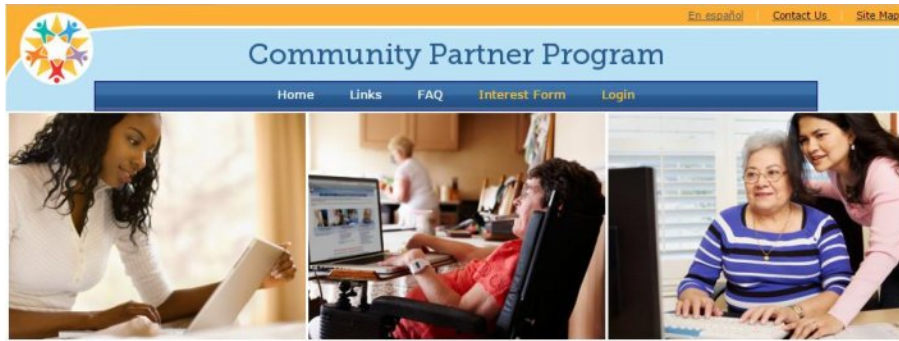 En español Contact Us Site Map
Community Partner Program
Home Links FAQ Interest Form Login